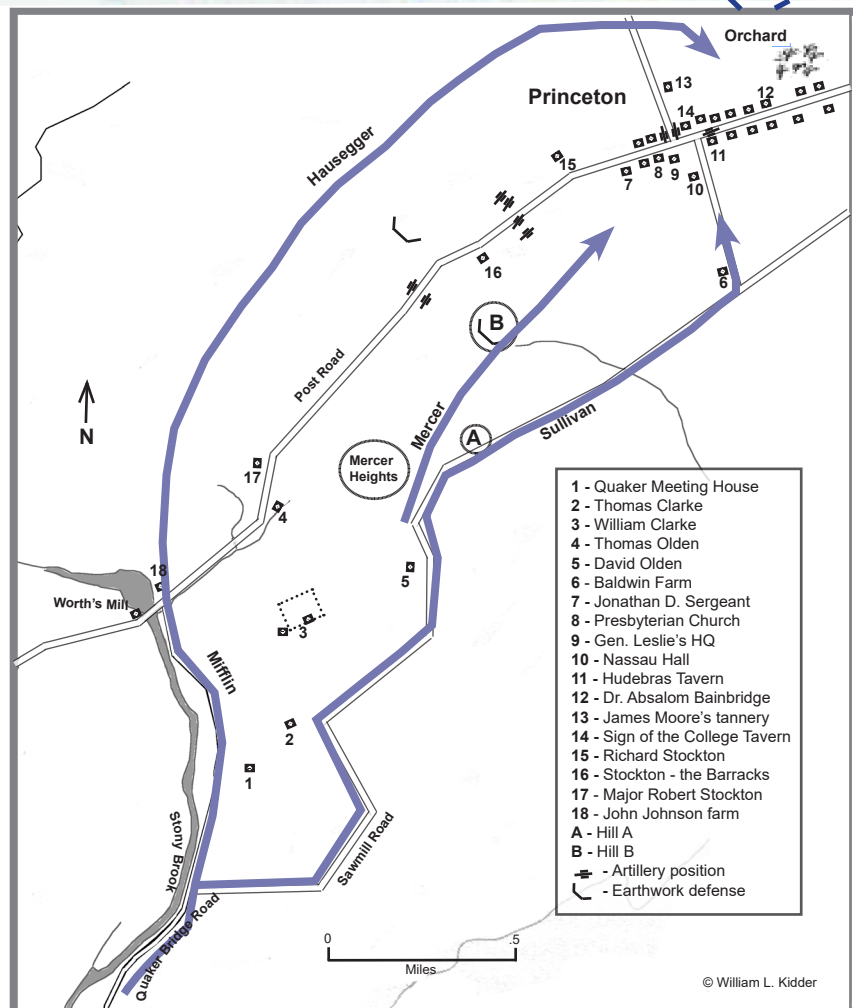 Orchard
13
Princeton
12
14
11
15
7
8
9
10
Hausegger
16
6
B
Post Road
Mercer
Sullivan
A
N
Mercer
Heights
17
4
18
5
Worth's Mill
3
Mifflin
2
1
Stony Brook
Sawmill Road
Quaker Bridge Road
1 - Quaker Meeting House
2 - Thomas Clarke
3 - William Clarke
4 - Thomas Olden
5 - David Olden
6 - Baldwin Farm
7 - Jonathan D. Sergeant
8 - Presbyterian Church
9 - Gen. Leslie's HQ
10 - Nassau Hall
11 - Hudebras Tavern
12 - Dr. Absalom Bainbridge
13 - James Moore's tannery
14 - Sign of the College Tavern
15 - Richard Stockton
16 - Stockton - the Barracks
17 - Major Robert Stockton
18 - John Johnson farm
A - Hill A
B - Hill B
- Artillery position
- Earthwork defense
0 .5
Miles
© William L. Kidder